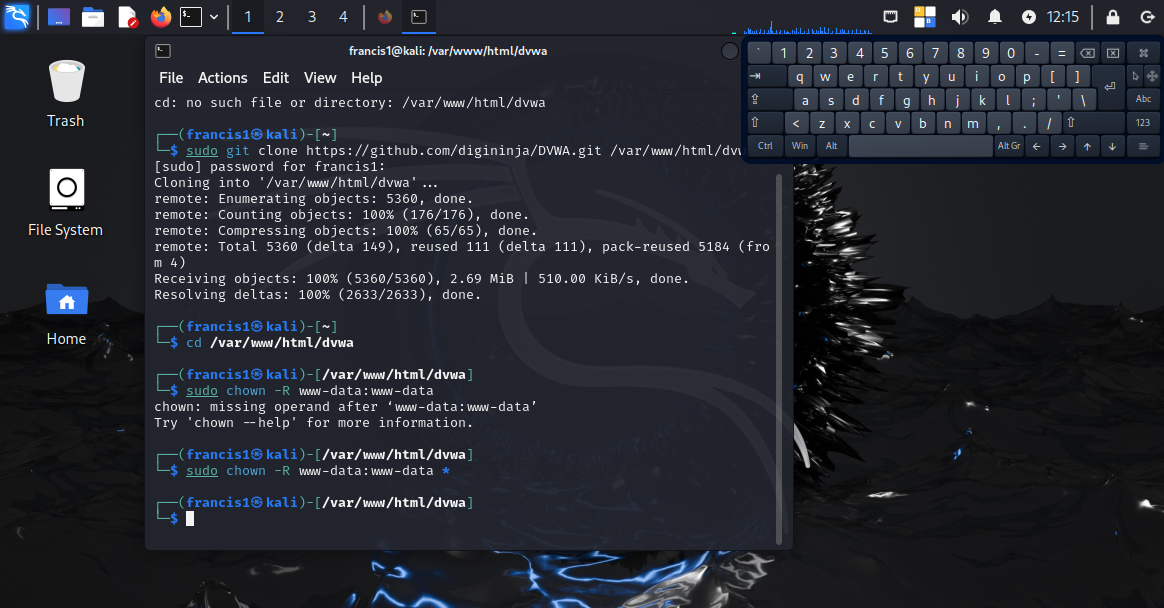 1 2 3 4 12:15
francis1@kali: /var/www/html/dvwa
File Actions Edit View Help
Trash
File System
Home
cd: no such file or directory: /var/www/html/dvwa
┌──(francis1㉿kali)-[~]
└─$ sudo git clone https://github.com/digininja/DVWA.git /var/www/html/dvw
[sudo] password for francis1:
Cloning into '/var/www/html/dvwa'...
remote: Enumerating objects: 5360, done.
remote: Counting objects: 100% (176/176), done.
remote: Compressing objects: 100% (65/65), done.
remote: Total 5360 (delta 149), reused 111 (delta 111), pack-reused 5184 (fro
m 4)
Receiving objects: 100% (5360/5360), 2.69 MiB | 510.00 KiB/s, done.
Resolving deltas: 100% (2633/2633), done.
┌──(francis1㉿kali)-[~]
└─$ cd /var/www/html/dvwa
┌──(francis1㉿kali)-[/var/www/html/dvwa]
└─$ sudo chown -R www-data:www-data
chown: missing operand after ‘www-data:www-data’
Try 'chown --help' for more information.
┌──(francis1㉿kali)-[/var/www/html/dvwa]
└─$ sudo chown -R www-data:www-data *
┌──(francis1㉿kali)-[/var/www/html/dvwa]
└─$
` 1 2 3 4 5 6 7 8 9 0 - =
q w e r t y u i o p [ ]
a s d f g h j k l ; ' \ Abc
< z x c v b n m , . / 123
Ctrl Win Alt Alt Gr